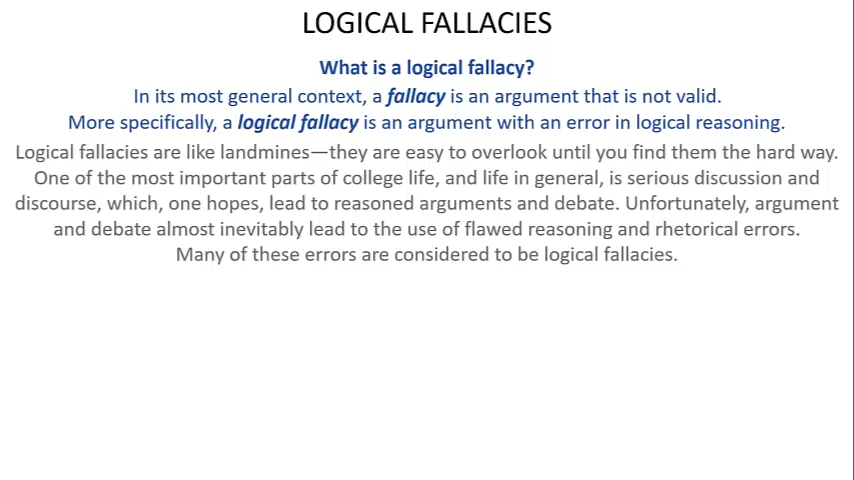 LOGICAL FALLACIES
What is a logical fallacy?
In its most general context, a fallacy is an argument that is not valid.
More specifically, a logical fallacy is an argument with an error in logical reasoning.
Logical fallacies are like landmines—they are easy to overlook until you find them the hard way.
One of the most important parts of college life, and life in general, is serious discussion and
discourse, which, one hopes, lead to reasoned arguments and debate. Unfortunately, argument
and debate almost inevitably lead to the use of flawed reasoning and rhetorical errors.
Many of these errors are considered to be logical fallacies.